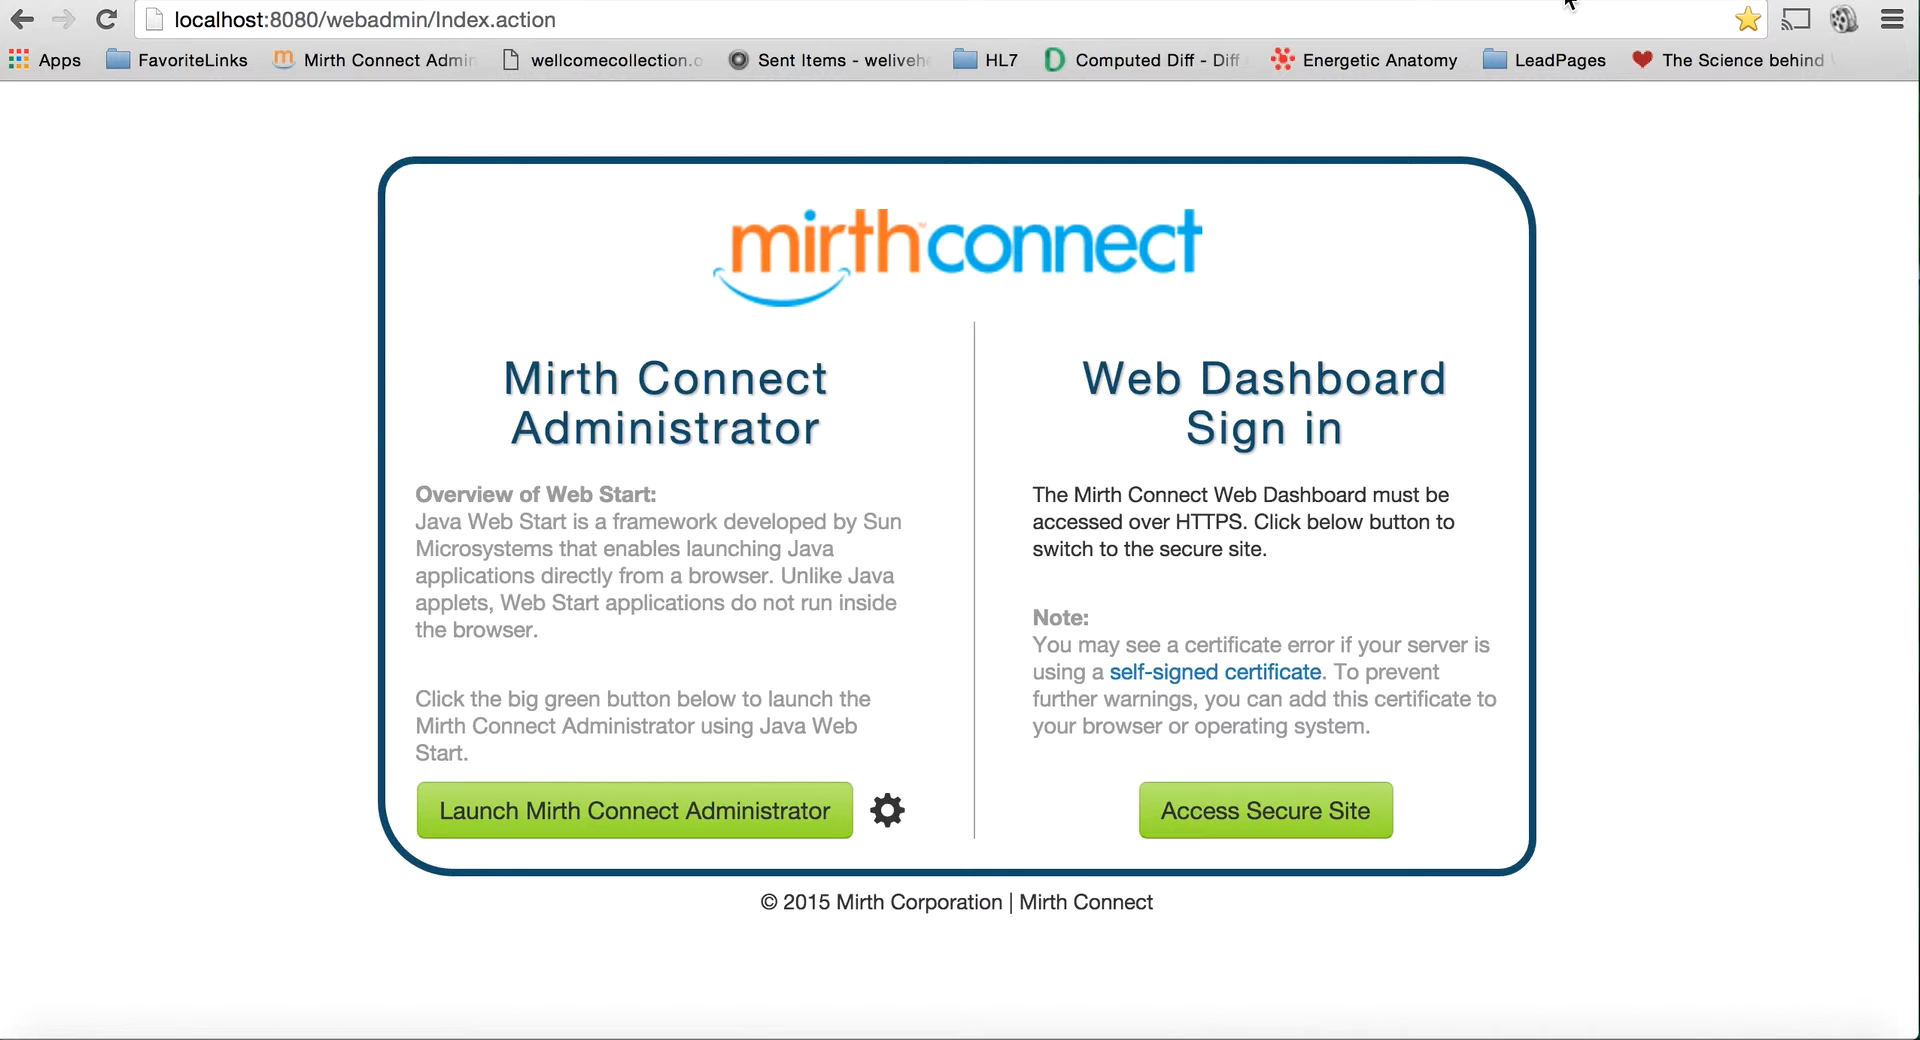 localhost:8080/webadmin/Index.action
Apps FavoriteLinks Mirth Connect Admin wellcomecollection.o Sent Items - weliveh HL7 Computed Diff - Diff Energetic Anatomy LeadPages The Science behind
mirth™connect
Mirth Connect
Administrator
Overview of Web Start:
Java Web Start is a framework developed by Sun
Microsystems that enables launching Java
applications directly from a browser. Unlike Java
applets, Web Start applications do not run inside
the browser.
Click the big green button below to launch the
Mirth Connect Administrator using Java Web
Start.
Launch Mirth Connect Administrator
Web Dashboard
Sign in
The Mirth Connect Web Dashboard must be
accessed over HTTPS. Click below button to
switch to the secure site.
Note:
You may see a certificate error if your server is
using a self-signed certificate. To prevent
further warnings, you can add this certificate to
your browser or operating system.
Access Secure Site
© 2015 Mirth Corporation | Mirth Connect